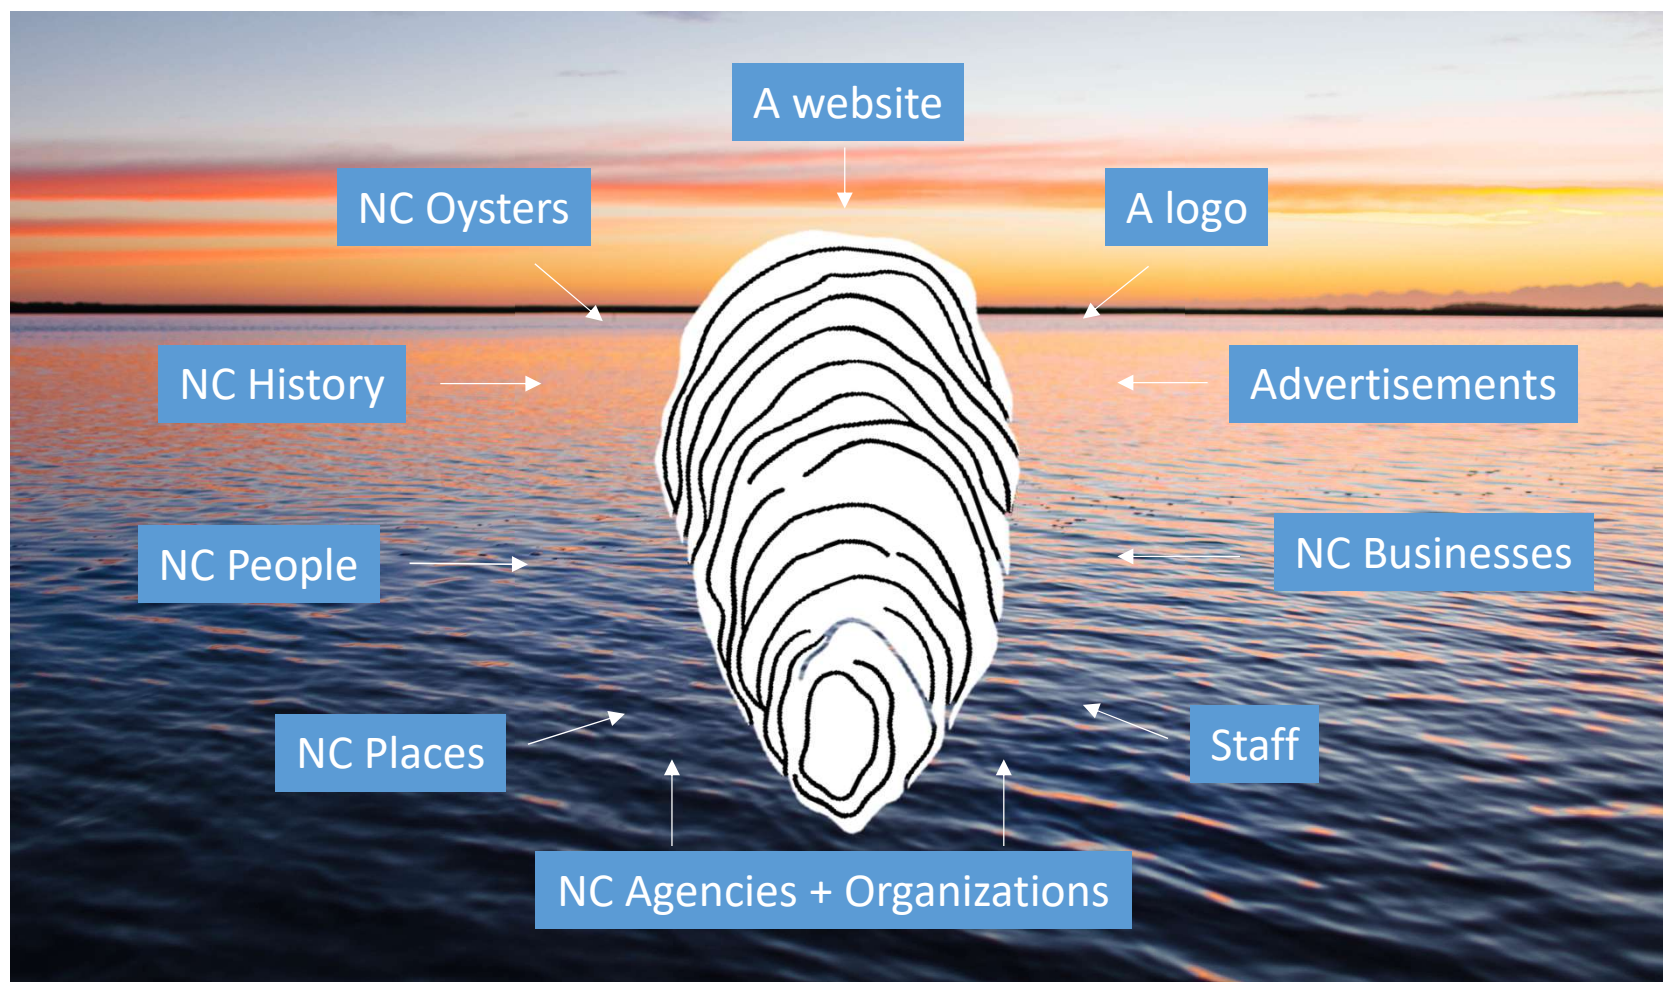 A website
NC Oysters
A logo
NC History
Advertisements
NC People
NC Businesses
NC Places
Staff
NC Agencies + Organizations